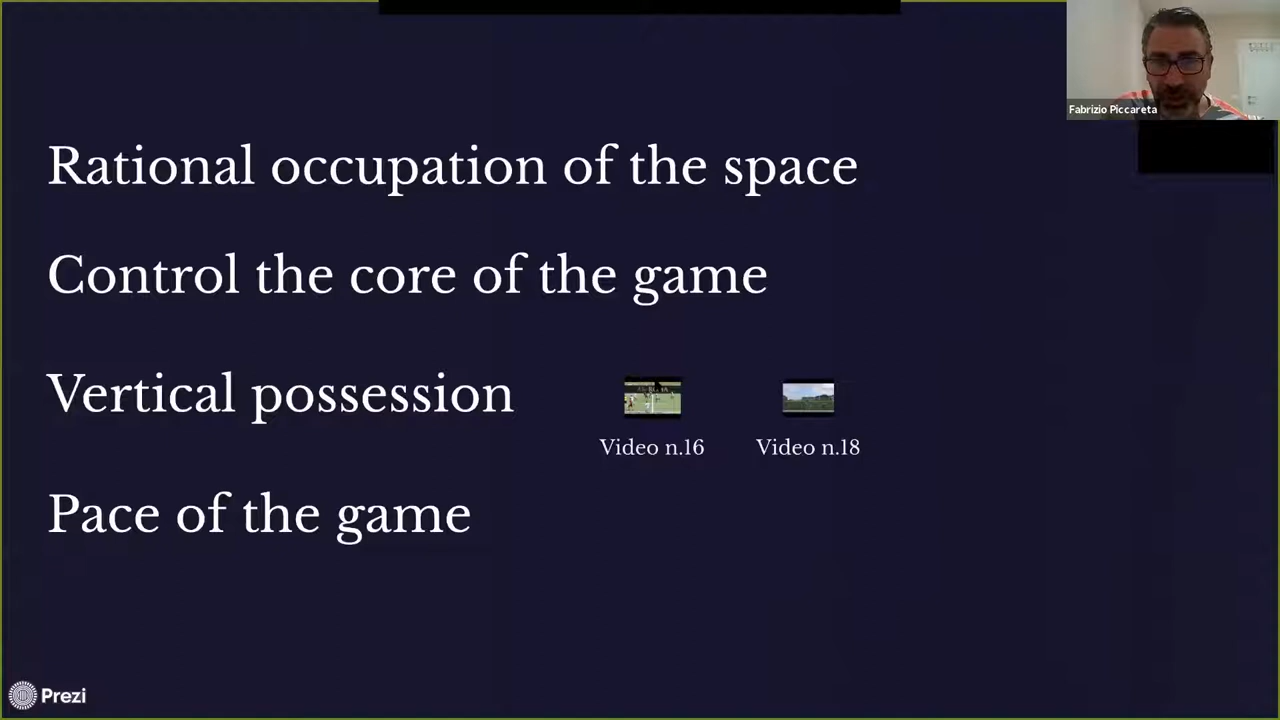 Fabrizio Piccareta
Rational occupation of the space
Control the core of the game
Vertical possession
Video n.16
Video n.18
Pace of the game
Prezi